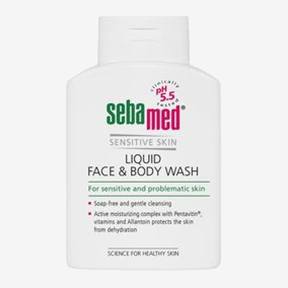 clinically
pH
5.5
tested
sebamed®
SENSITIVE SKIN
LIQUID
FACE & BODY WASH
For sensitive and problematic skin
• Soap-free and gentle cleansing
• Active moisturizing complex with Pentavitin®,
vitamins and Allantoin protects the skin
from dehydration
SCIENCE FOR HEALTHY SKIN